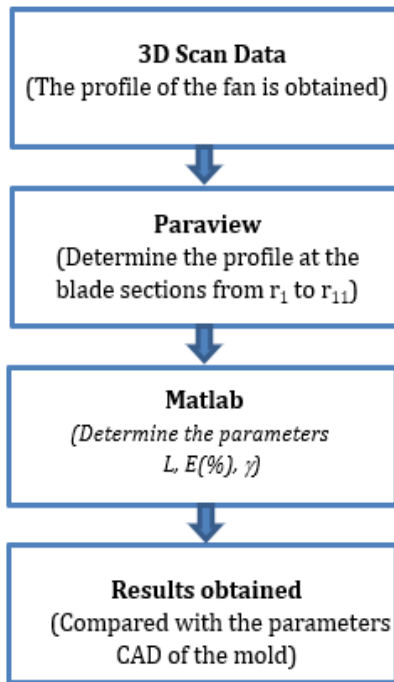 3D Scan Data
(The profile of the fan is obtained)
Paraview
(Determine the profile at the
blade sections from r₁ to r₁₁)
Matlab
(Determine the parameters
L, E(%), γ)
Results obtained
(Compared with the parameters
CAD of the mold)